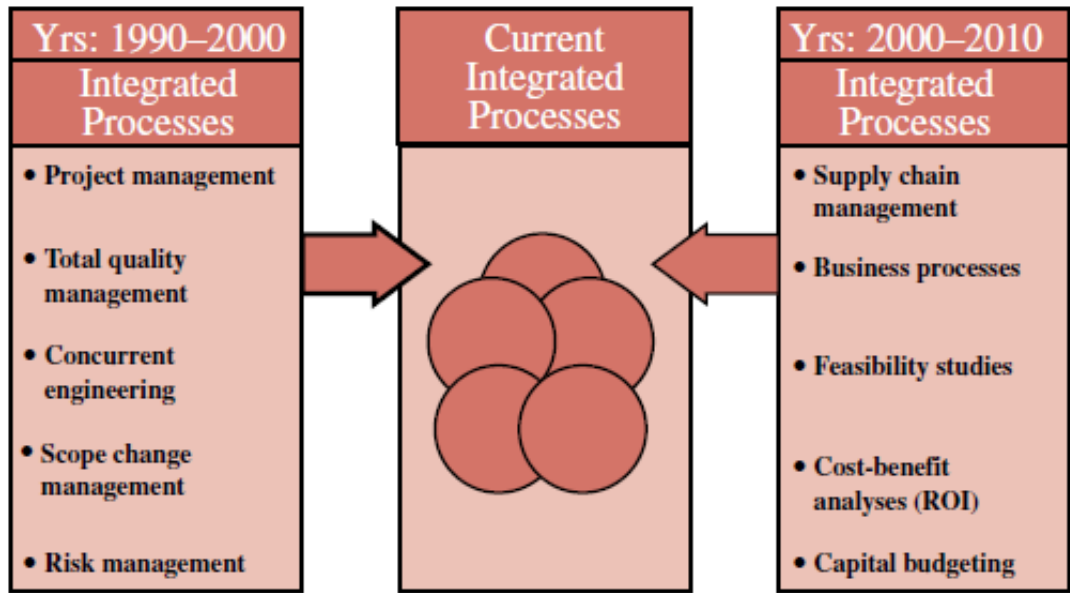 Yrs: 1990–2000
Integrated
Processes
• Project management
• Total quality
management
• Concurrent
engineering
• Scope change
management
• Risk management
Current
Integrated
Processes
Yrs: 2000–2010
Integrated
Processes
• Supply chain
management
• Business processes
• Feasibility studies
• Cost-benefit
analyses (ROI)
• Capital budgeting